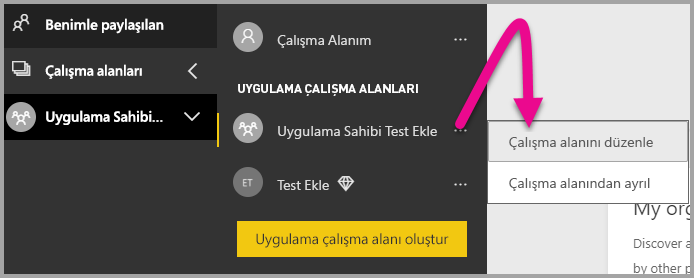 Benimle paylaşılan
Çalışma alanları
Uygulama Sahibi...
Çalışma Alanım ...
UYGULAMA ÇALIŞMA ALANLARI
Uygulama Sahibi Test Ekle ...
ET Test Ekle ...
Uygulama çalışma alanı oluştur
Çalışma alanını düzenle
Çalışma alanından ayrıl
My org
Discover a
by other p